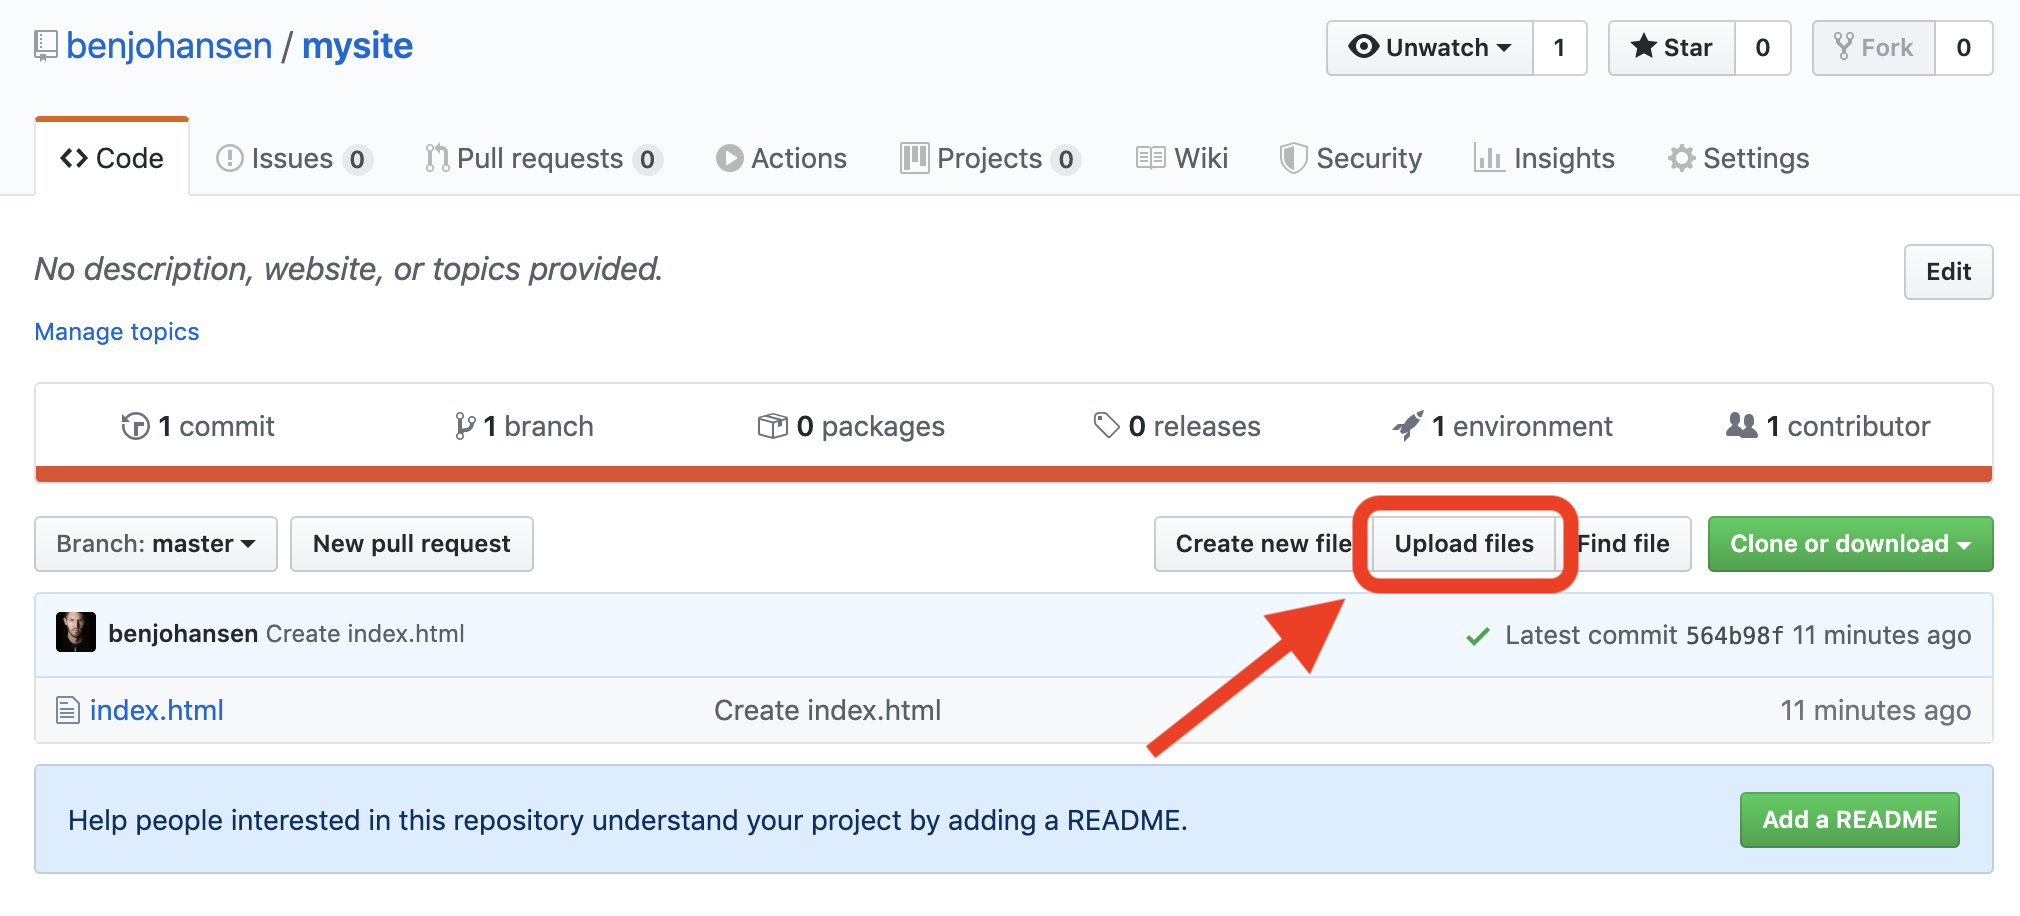 benjohansen / mysite
Unwatch 1 Star 0 Fork 0
Code Issues 0 Pull requests 0 Actions Projects 0 Wiki Security Insights Settings
No description, website, or topics provided.
Edit
Manage topics
1 commit 1 branch 0 packages 0 releases 1 environment 1 contributor
Branch: master New pull request Create new file Upload files Find file Clone or download
benjohansen Create index.html Latest commit 564b98f 11 minutes ago
index.html Create index.html 11 minutes ago
Help people interested in this repository understand your project by adding a README. Add a README